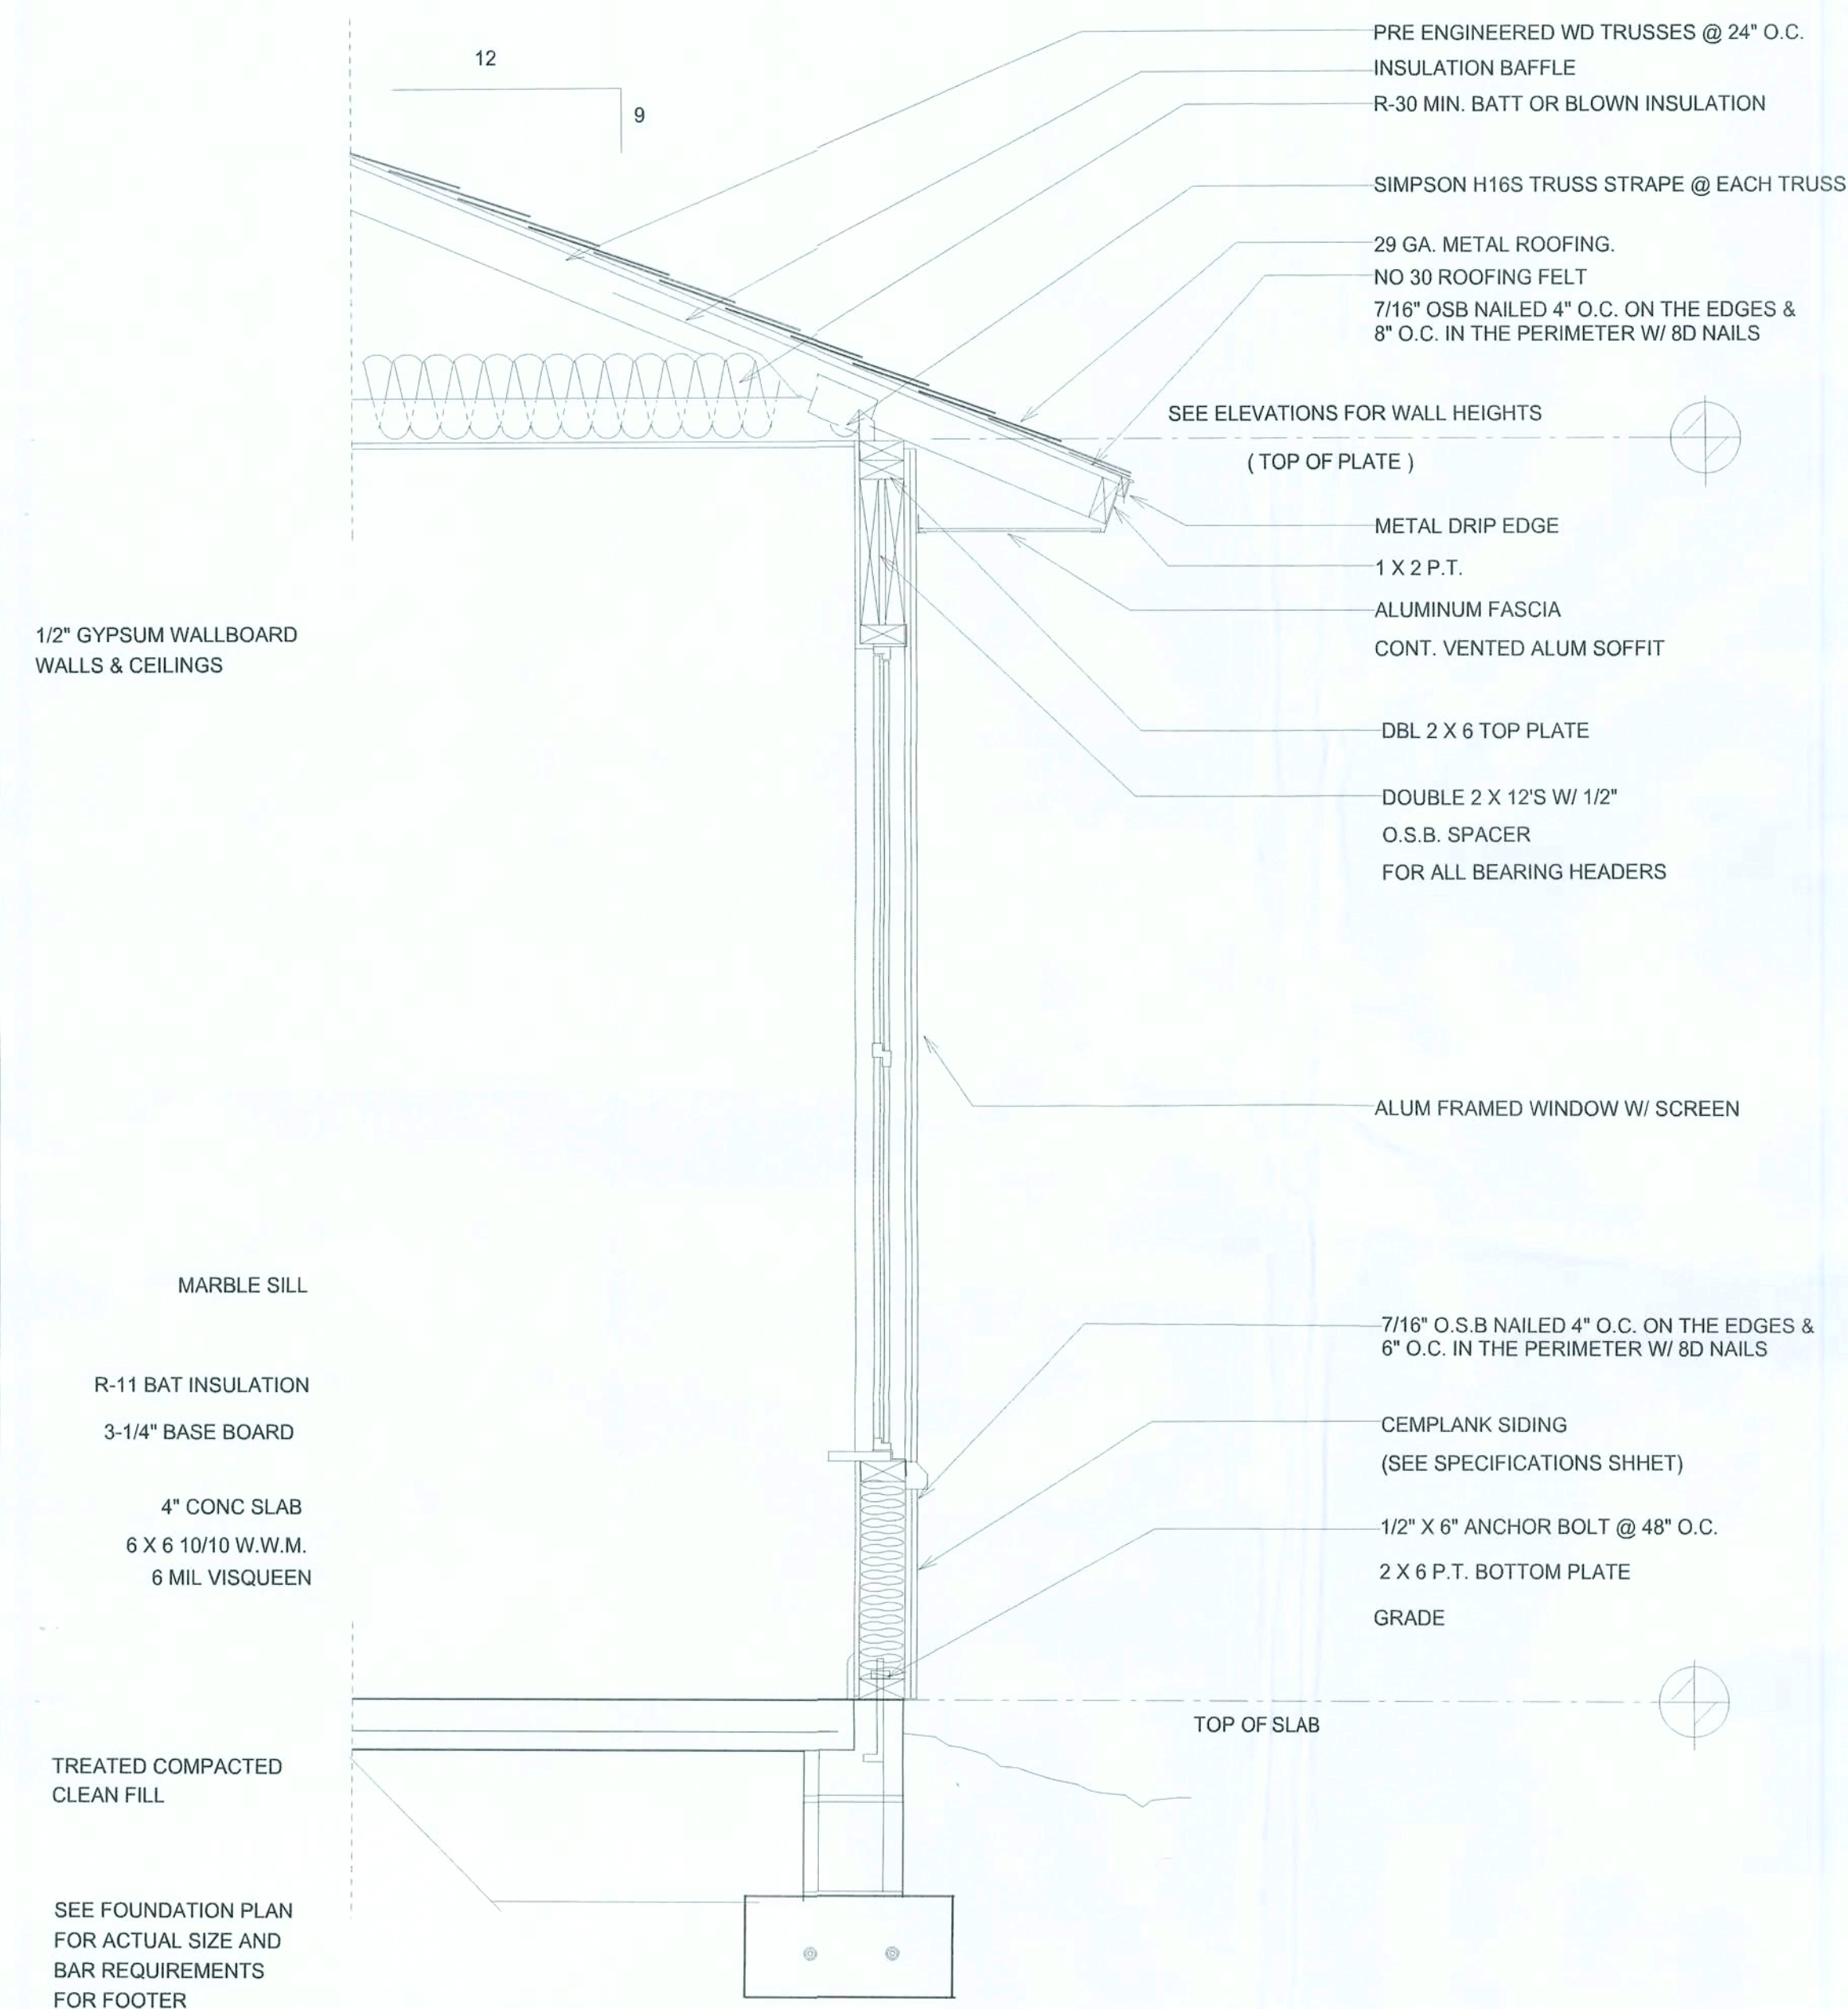 12
9
PRE ENGINEERED WD TRUSSES @ 24" O.C.
INSULATION BAFFLE
R-30 MIN. BATT OR BLOWN INSULATION
SIMPSON H16S TRUSS STRAPE @ EACH TRUSS
29 GA. METAL ROOFING.
NO 30 ROOFING FELT
7/16" OSB NAILED 4" O.C. ON THE EDGES &
8" O.C. IN THE PERIMETER W/ 8D NAILS
SEE ELEVATIONS FOR WALL HEIGHTS
( TOP OF PLATE )
METAL DRIP EDGE
1 X 2 P.T.
ALUMINUM FASCIA
CONT. VENTED ALUM SOFFIT
1/2" GYPSUM WALLBOARD
WALLS & CEILINGS
DBL 2 X 6 TOP PLATE
DOUBLE 2 X 12'S W/ 1/2"
O.S.B. SPACER
FOR ALL BEARING HEADERS
ALUM FRAMED WINDOW W/ SCREEN
MARBLE SILL
R-11 BAT INSULATION
3-1/4" BASE BOARD
4" CONC SLAB
6 X 6 10/10 W.W.M.
6 MIL VISQUEEN
7/16" O.S.B NAILED 4" O.C. ON THE EDGES &
6" O.C. IN THE PERIMETER W/ 8D NAILS
CEMPLANK SIDING
(SEE SPECIFICATIONS SHHET)
1/2" X 6" ANCHOR BOLT @ 48" O.C.
2 X 6 P.T. BOTTOM PLATE
GRADE
TOP OF SLAB
TREATED COMPACTED
CLEAN FILL
SEE FOUNDATION PLAN
FOR ACTUAL SIZE AND
BAR REQUIREMENTS
FOR FOOTER